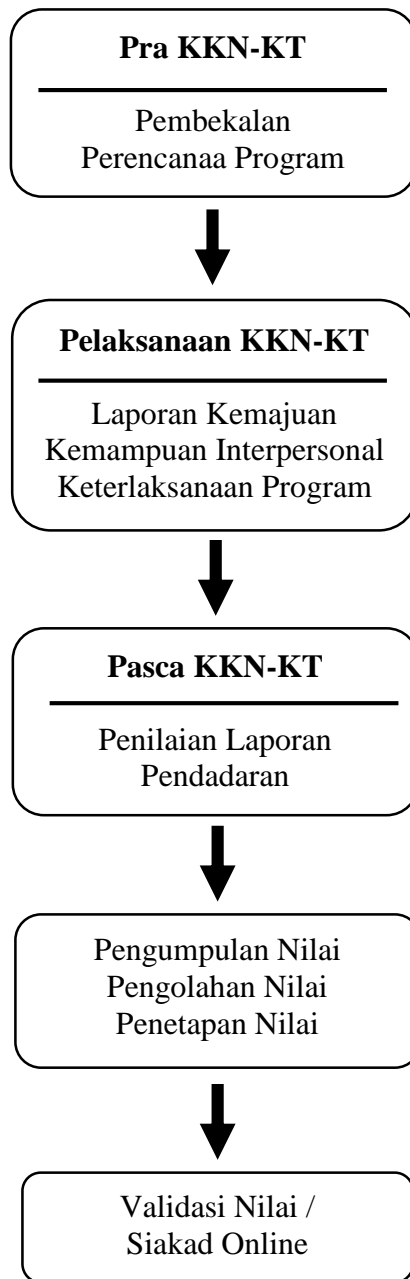 Pra KKN-KT
Pembekalan
Perencanaa Program
Pelaksanaan KKN-KT
Laporan Kemajuan
Kemampuan Interpersonal
Keterlaksanaan Program
Pasca KKN-KT
Penilaian Laporan
Pendadaran
Pengumpulan Nilai
Pengolahan Nilai
Penetapan Nilai
Validasi Nilai /
Siakad Online